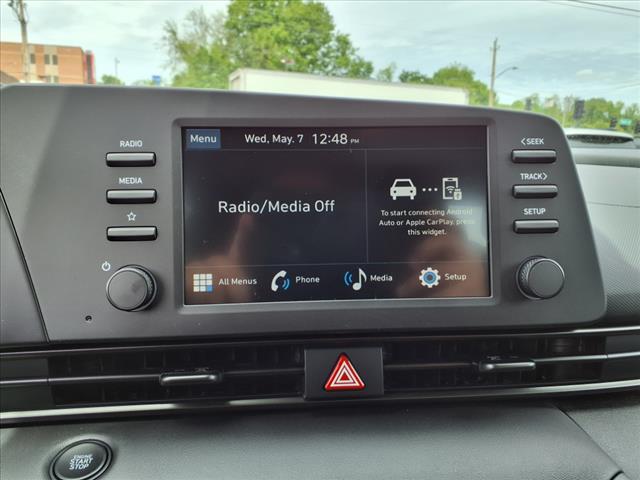 RADIO
MEDIA
Menu
Wed, May. 7 12:48 PM
Radio/Media Off
To start connecting Android
Auto or Apple CarPlay, press
this widget.
All Menus
Phone
Media
Setup
< SEEK
TRACK >
SETUP
ENGINE
START
STOP